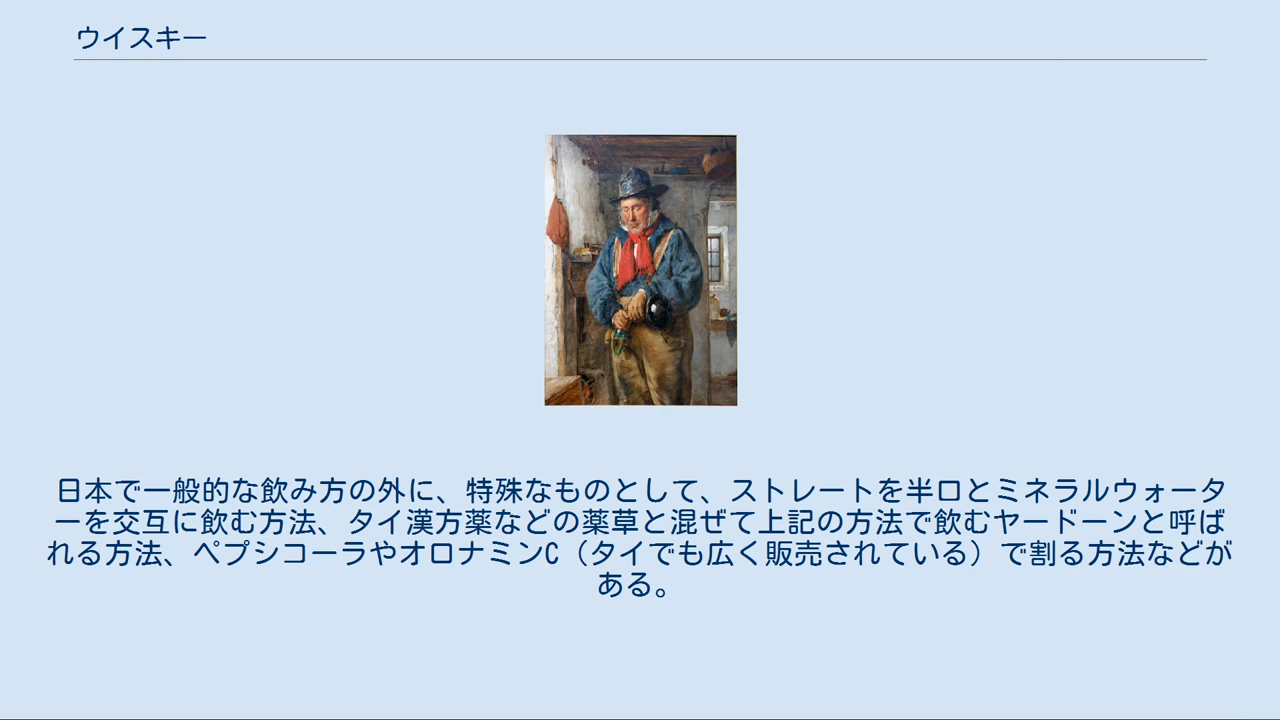 ウイスキー
日本で一般的な飲み方の外に、特殊なものとして、ストレートを半口とミネラルウォータ
ーを交互に飲む方法、タイ漢方薬などの薬草と混ぜて上記の方法で飲むヤードーンと呼ば
れる方法、ペプシコーラやオロナミンC（タイでも広く販売されている）で割る方法などが
ある。